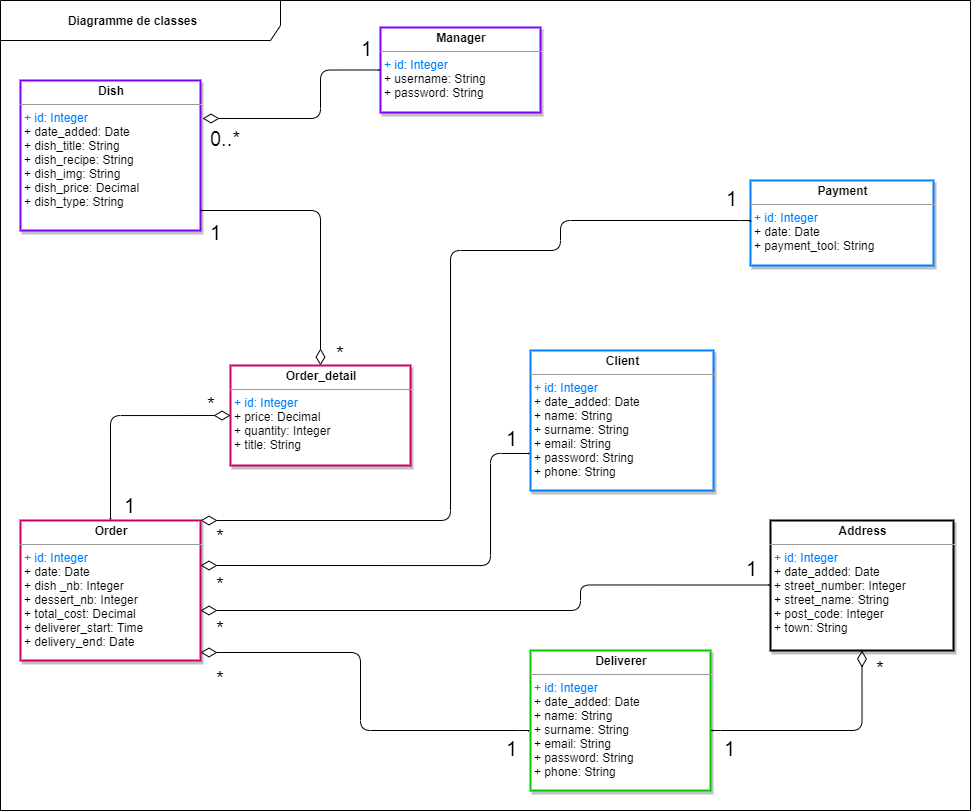 Diagramme de classes
Manager
+ id: Integer
+ username: String
+ password: String
1
Dish
+ id: Integer
+ date_added: Date
+ dish_title: String
+ dish_recipe: String
+ dish_img: String
+ dish_price: Decimal
+ dish_type: String
0..*
1
Payment
+ id: Integer
+ date: Date
+ payment_tool: String
1
*
Order_detail
+ id: Integer
+ price: Decimal
+ quantity: Integer
+ title: String
*
1
Client
+ id: Integer
+ date_added: Date
+ name: String
+ surname: String
+ email: String
+ password: String
+ phone: String
1
Order
+ id: Integer
+ date: Date
+ dish _nb: Integer
+ dessert_nb: Integer
+ total_cost: Decimal
+ deliverer_start: Time
+ delivery_end: Date
*
*
*
*
Address
+ id: Integer
+ date_added: Date
+ street_number: Integer
+ street_name: String
+ post_code: Integer
+ town: String
1
*
Deliverer
+ id: Integer
+ date_added: Date
+ name: String
+ surname: String
+ email: String
+ password: String
+ phone: String
1
1